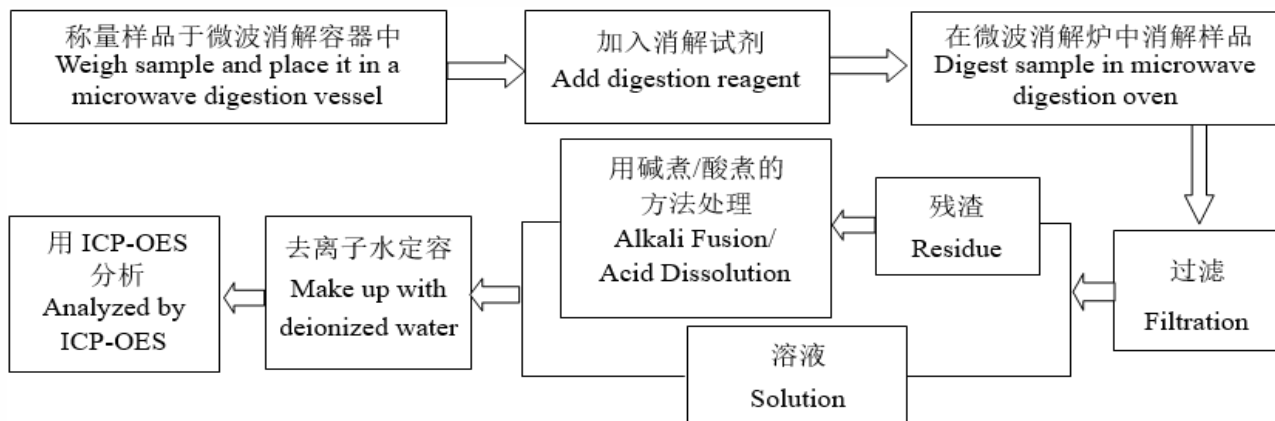 称量样品于微波消解容器中
Weigh sample and place it in a
microwave digestion vessel
加入消解试剂
Add digestion reagent
在微波消解炉中消解样品
Digest sample in microwave
digestion oven
过滤
Filtration
残渣
Residue
用碱煮/酸煮的
方法处理
Alkali Fusion/
Acid Dissolution
溶液
Solution
去离子水定容
Make up with
deionized water
用 ICP-OES
分析
Analyzed by
ICP-OES